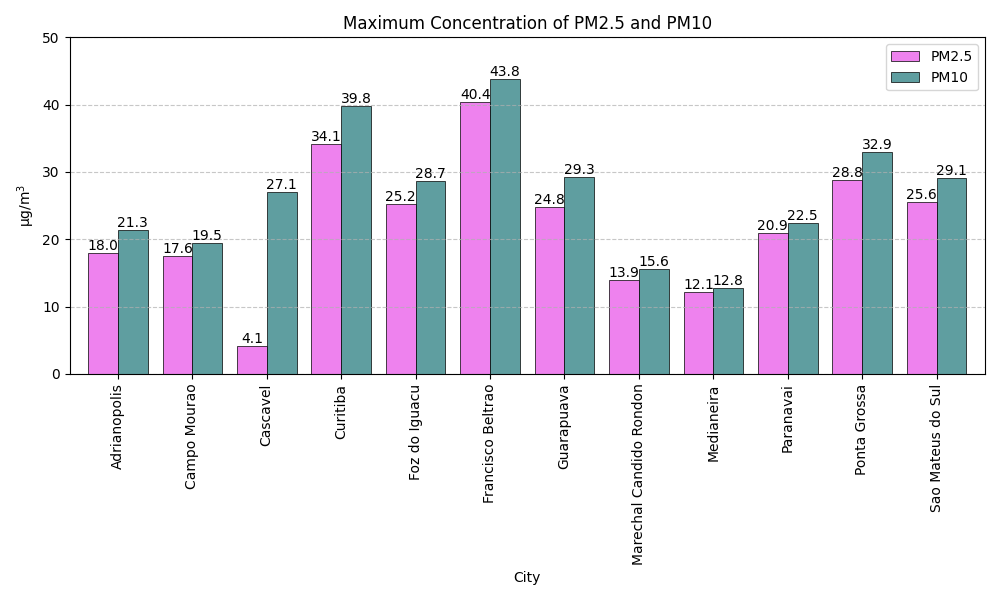 Maximum Concentration of PM2.5 and PM10
PM2.5
PM10
µg/m³
50
40
30
20
10
0
18.0
21.3
17.6
19.5
4.1
27.1
34.1
39.8
25.2
28.7
40.4
43.8
24.8
29.3
13.9
15.6
12.1
12.8
20.9
22.5
28.8
32.9
25.6
29.1
Adrianopolis
Campo Mourao
Cascavel
Curitiba
Foz do Iguacu
Francisco Beltrao
Guarapuava
Marechal Candido Rondon
Medianeira
Paranavai
Ponta Grossa
Sao Mateus do Sul
City